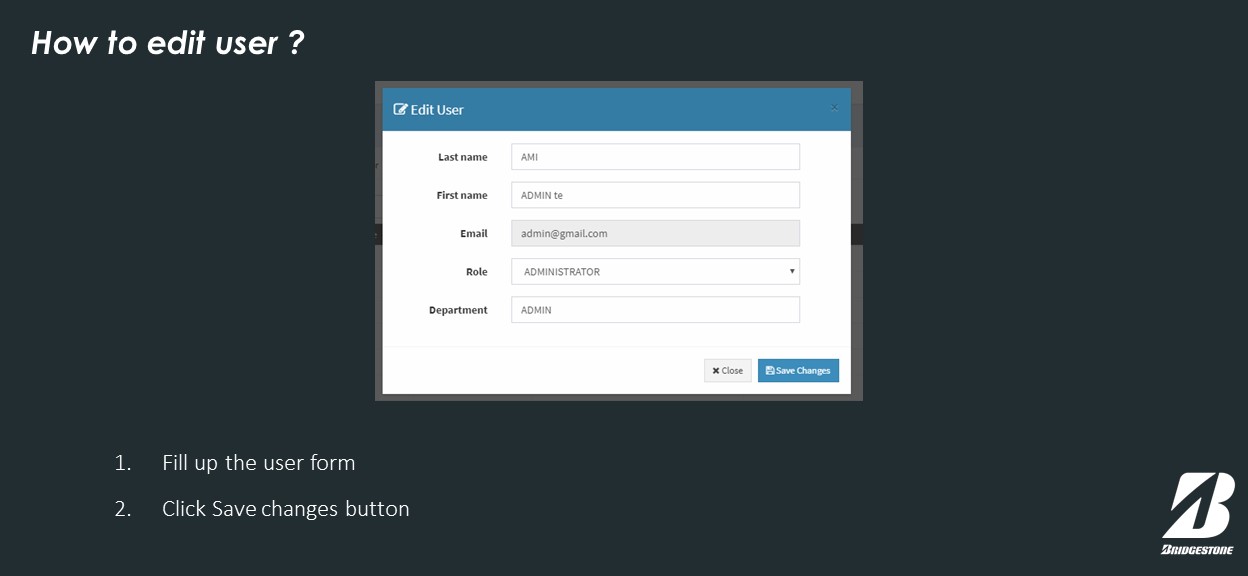 How to edit user ?
Edit User ×
Last name AMI
First name ADMIN te
Email admin@gmail.com
Role ADMINISTRATOR
Department ADMIN
Close Save Changes
1. Fill up the user form
2. Click Save changes button
BRIDGESTONE